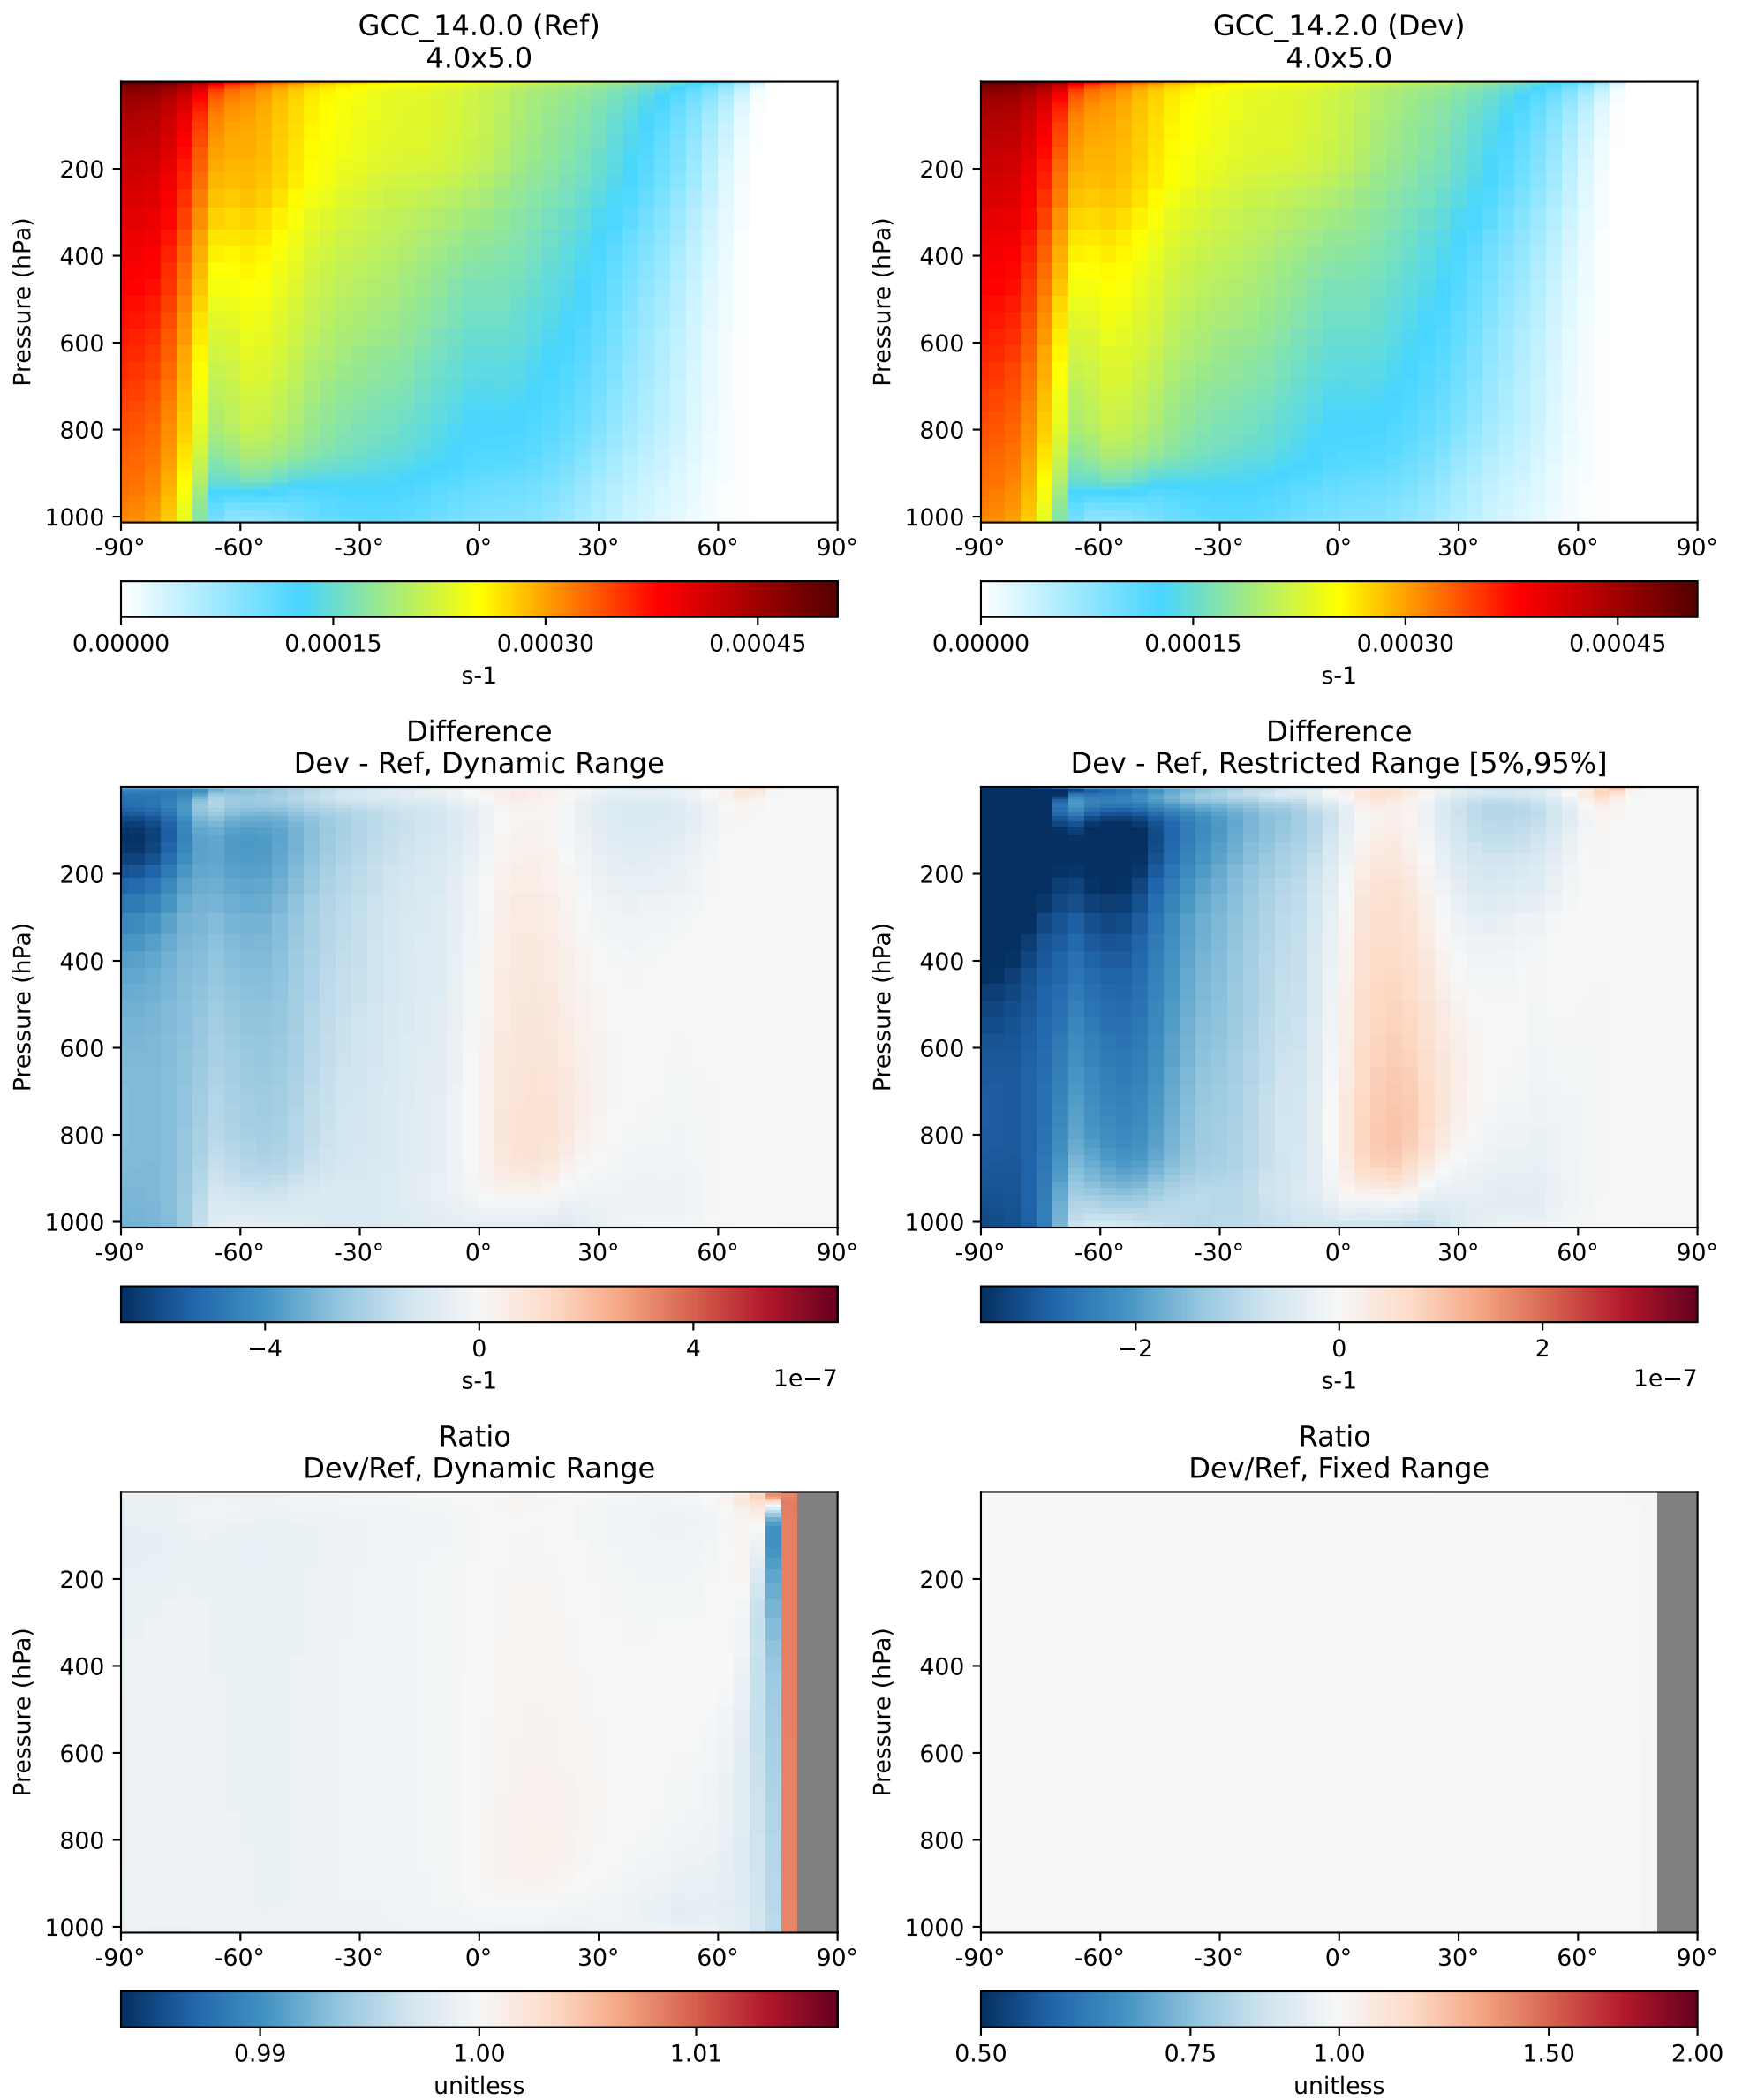 GCC_14.0.0 (Ref)
4.0x5.0
Pressure (hPa)
200
400
600
800
1000
-90° -60° -30° 0° 30° 60° 90°
0.00000 0.00015 0.00030 0.00045
s-1
GCC_14.2.0 (Dev)
4.0x5.0
Pressure (hPa)
200
400
600
800
1000
-90° -60° -30° 0° 30° 60° 90°
0.00000 0.00015 0.00030 0.00045
s-1
Difference
Dev - Ref, Dynamic Range
Pressure (hPa)
200
400
600
800
1000
-90° -60° -30° 0° 30° 60° 90°
−4 0 4
s-1 1e−7
Difference
Dev - Ref, Restricted Range [5%,95%]
Pressure (hPa)
200
400
600
800
1000
-90° -60° -30° 0° 30° 60° 90°
−2 0 2
s-1 1e−7
Ratio
Dev/Ref, Dynamic Range
Pressure (hPa)
200
400
600
800
1000
-90° -60° -30° 0° 30° 60° 90°
0.99 1.00 1.01
unitless
Ratio
Dev/Ref, Fixed Range
Pressure (hPa)
200
400
600
800
1000
-90° -60° -30° 0° 30° 60° 90°
0.50 0.75 1.00 1.50 2.00
unitless